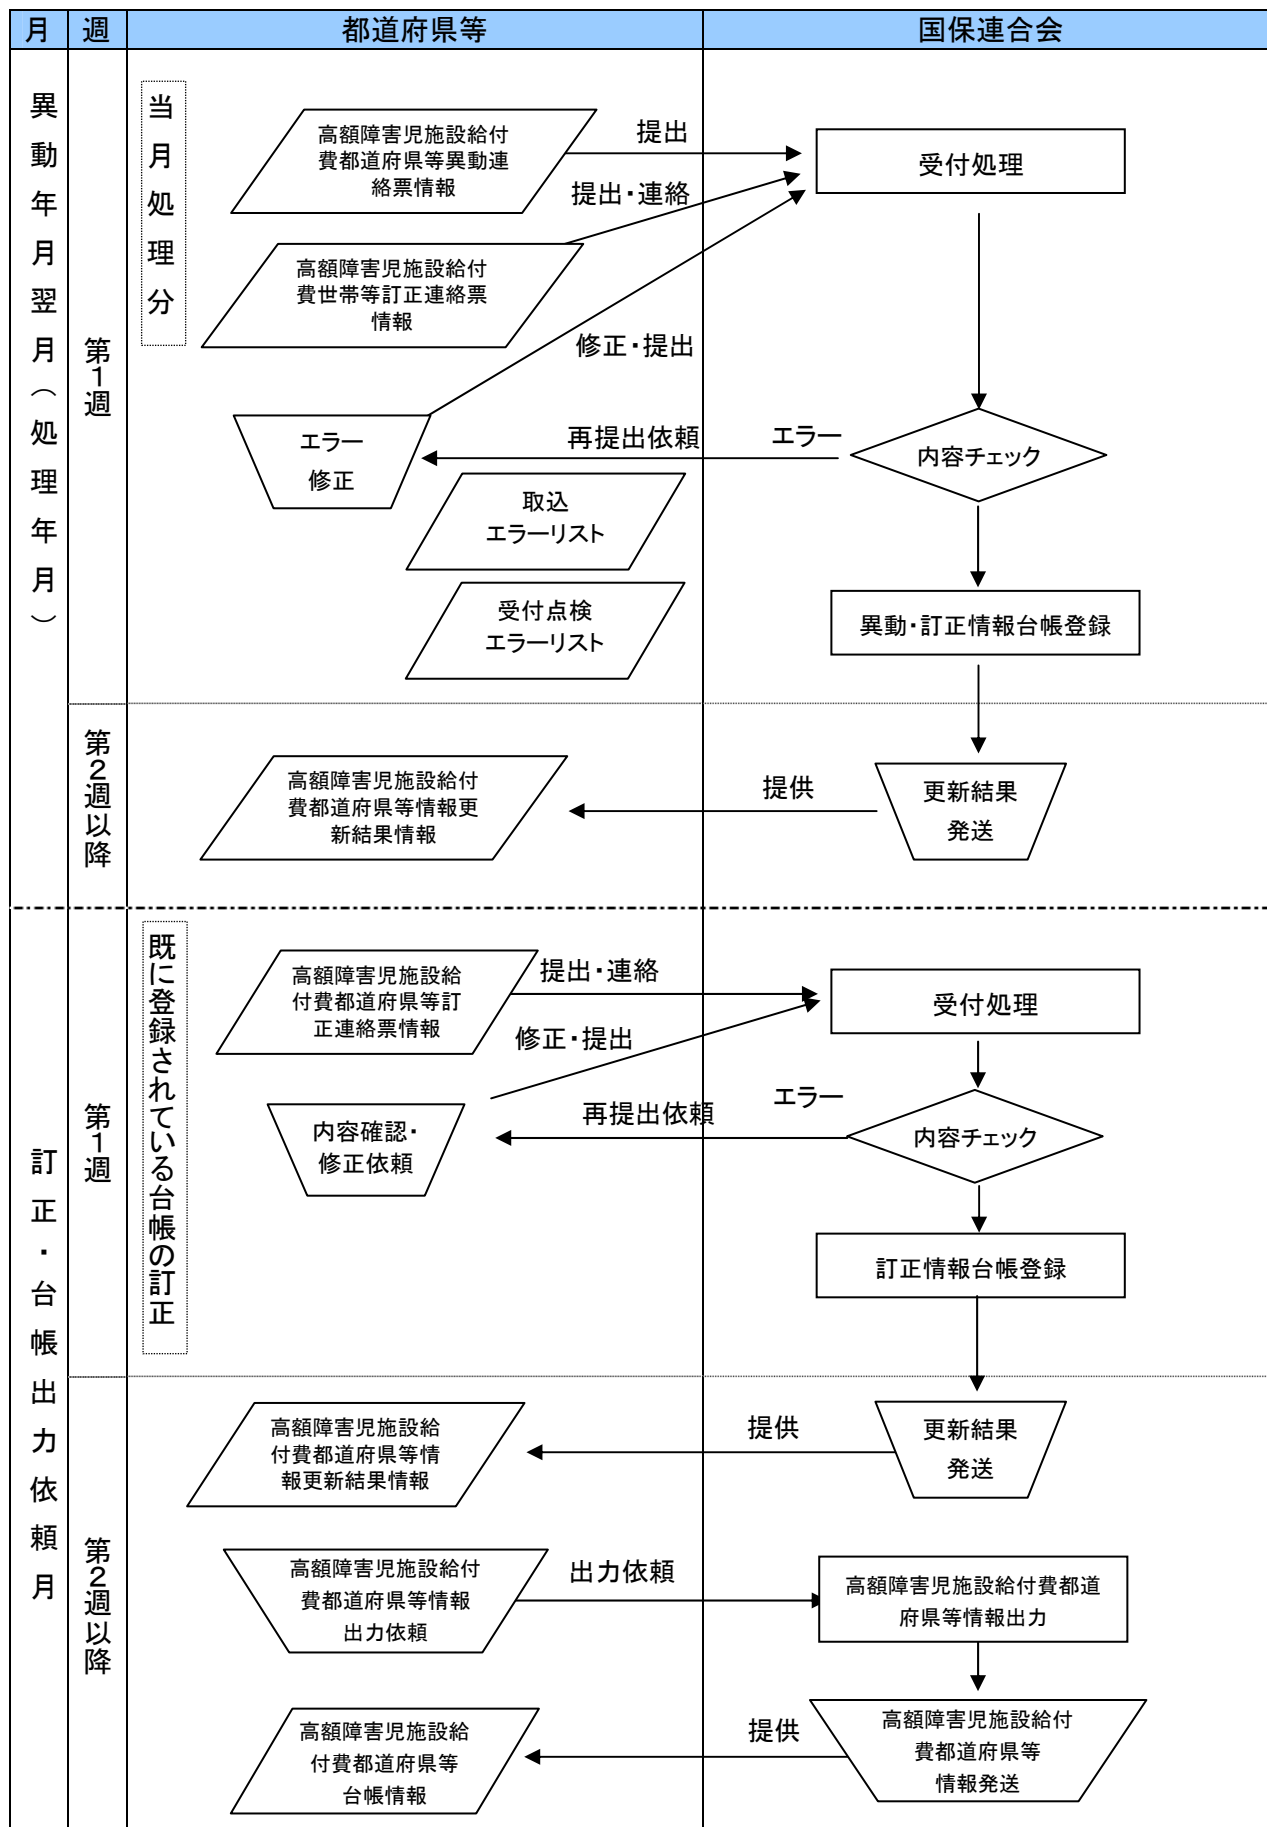 月 週 都道府県等 国保連合会
異動年月翌月（処理年月）
第1週
当月処理分
高額障害児施設給付
費都道府県等異動連
絡票情報
提出
受付処理
提出・連絡
高額障害児施設給付
費世帯等訂正連絡票
情報
修正・提出
エラー
修正
再提出依頼
エラー
内容チェック
取込
エラーリスト
受付点検
エラーリスト
異動・訂正情報台帳登録
第2週以降
高額障害児施設給付
費都道府県等情報更
新結果情報
提供
更新結果
発送
訂正・台帳出力依頼月
第1週
既に登録されている台帳の訂正
高額障害児施設給
付費都道府県等訂
正連絡票情報
提出・連絡
受付処理
修正・提出
内容確認・
修正依頼
再提出依頼
エラー
内容チェック
訂正情報台帳登録
第2週以降
高額障害児施設給
付費都道府県等情
報更新結果情報
提供
更新結果
発送
高額障害児施設給付
費都道府県等情報
出力依頼
出力依頼
高額障害児施設給付費都道
府県等情報出力
高額障害児施設給
付費都道府県等
台帳情報
提供
高額障害児施設給付
費都道府県等
情報発送